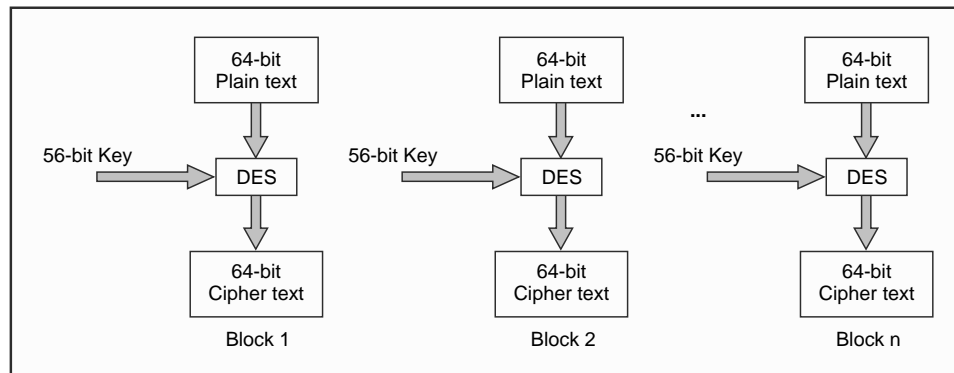 64-bit
Plain text
64-bit
Plain text
64-bit
Plain text
...
56-bit Key
DES
56-bit Key
DES
56-bit Key
DES
64-bit
Cipher text
64-bit
Cipher text
64-bit
Cipher text
Block 1
Block 2
Block n